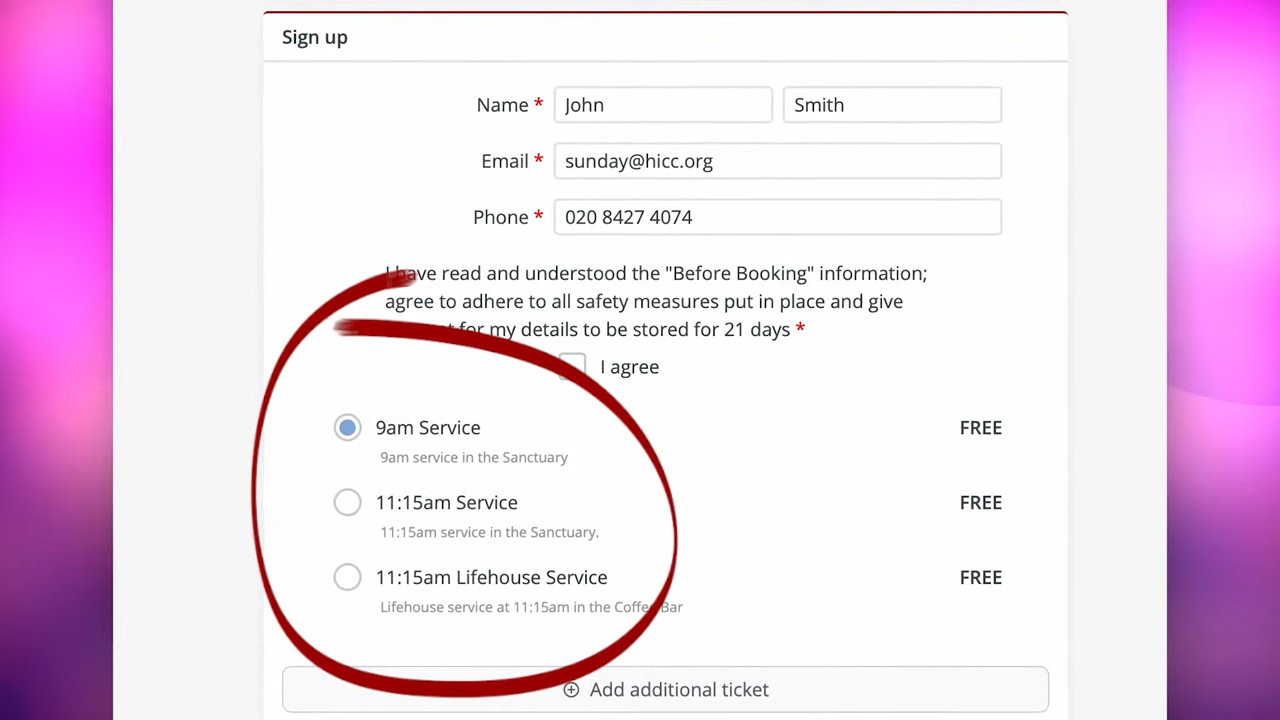 Sign up
Name * John Smith
Email * sunday@hicc.org
Phone * 020 8427 4074
I have read and understood the "Before Booking" information;
agree to adhere to all safety measures put in place and give
for my details to be stored for 21 days *
I agree
9am Service FREE
9am service in the Sanctuary
11:15am Service FREE
11:15am service in the Sanctuary.
11:15am Lifehouse Service FREE
Lifehouse service at 11:15am in the Coffee Bar
Add additional ticket